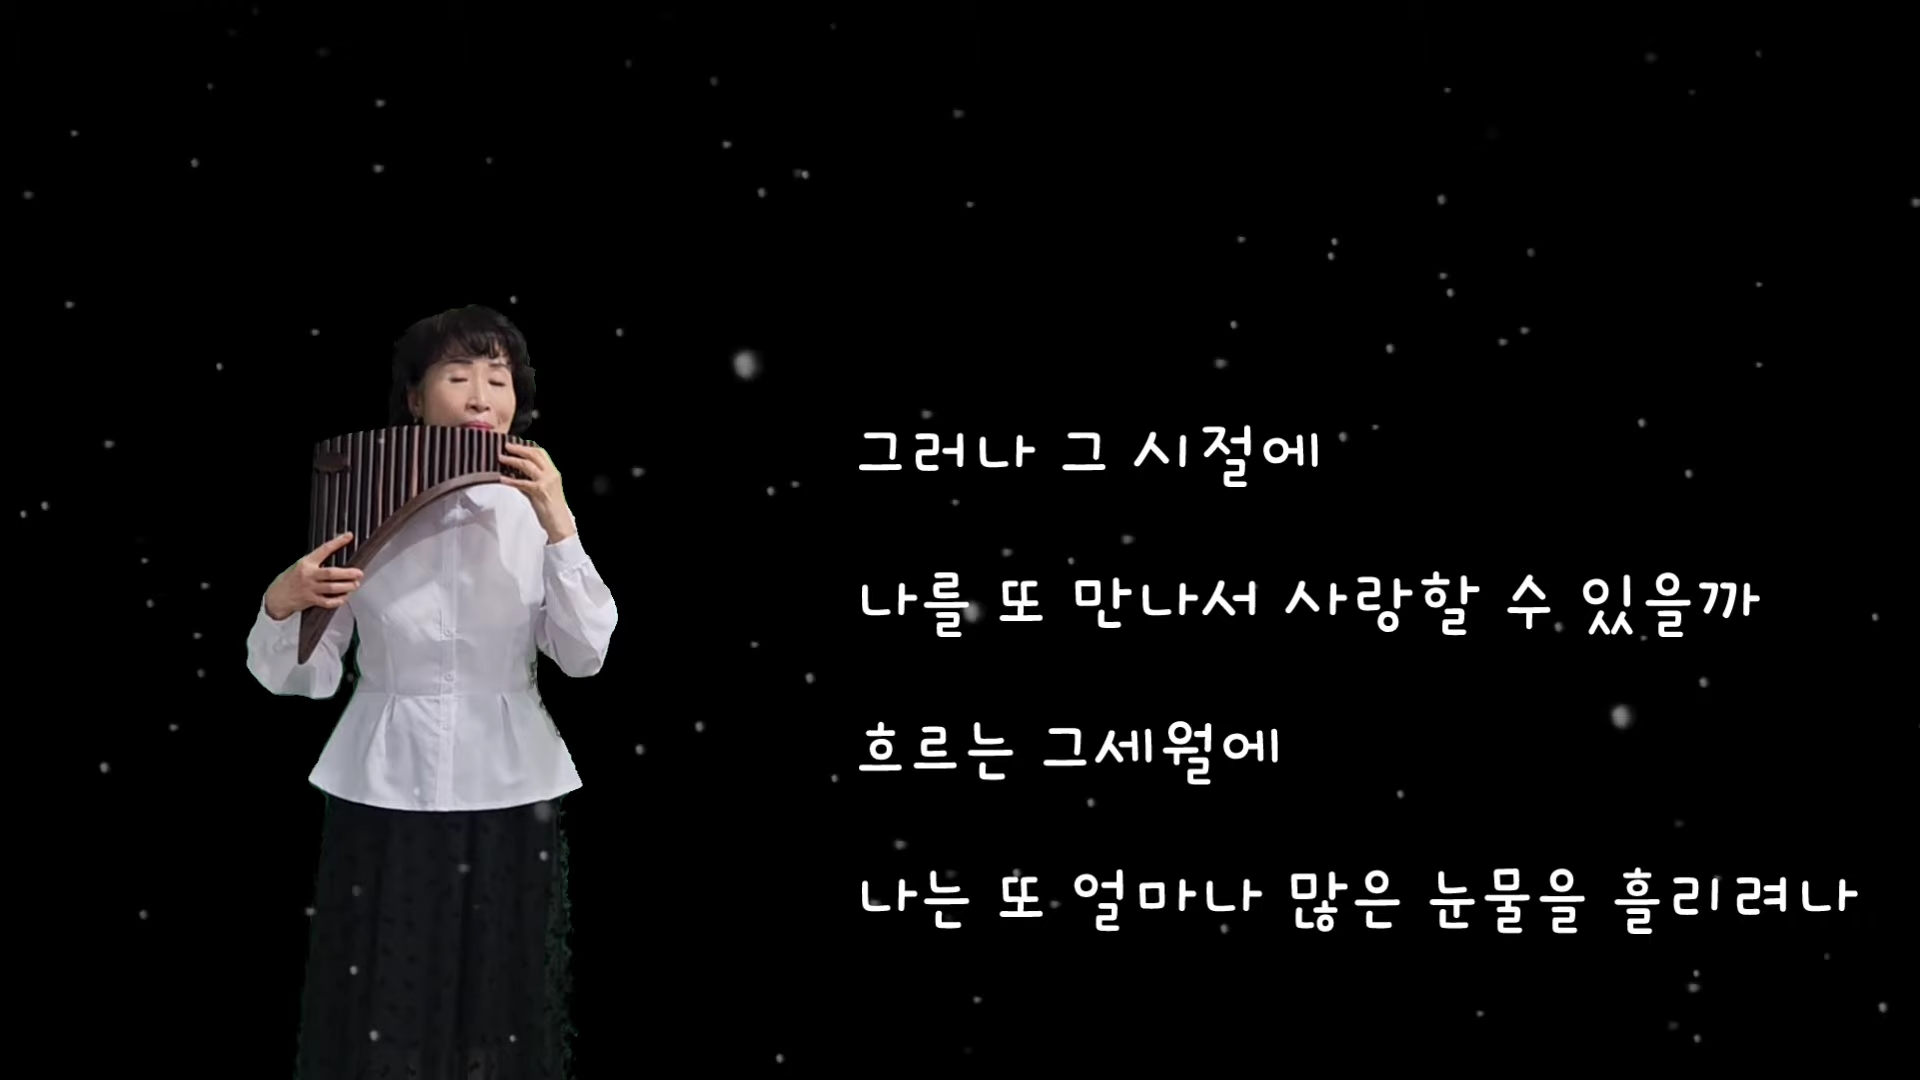 그러나 그 시절에
나를 또 만나서 사랑할 수 있을까
흐르는 그세월에
나는 또 얼마나 많은 눈물을 흘리려나